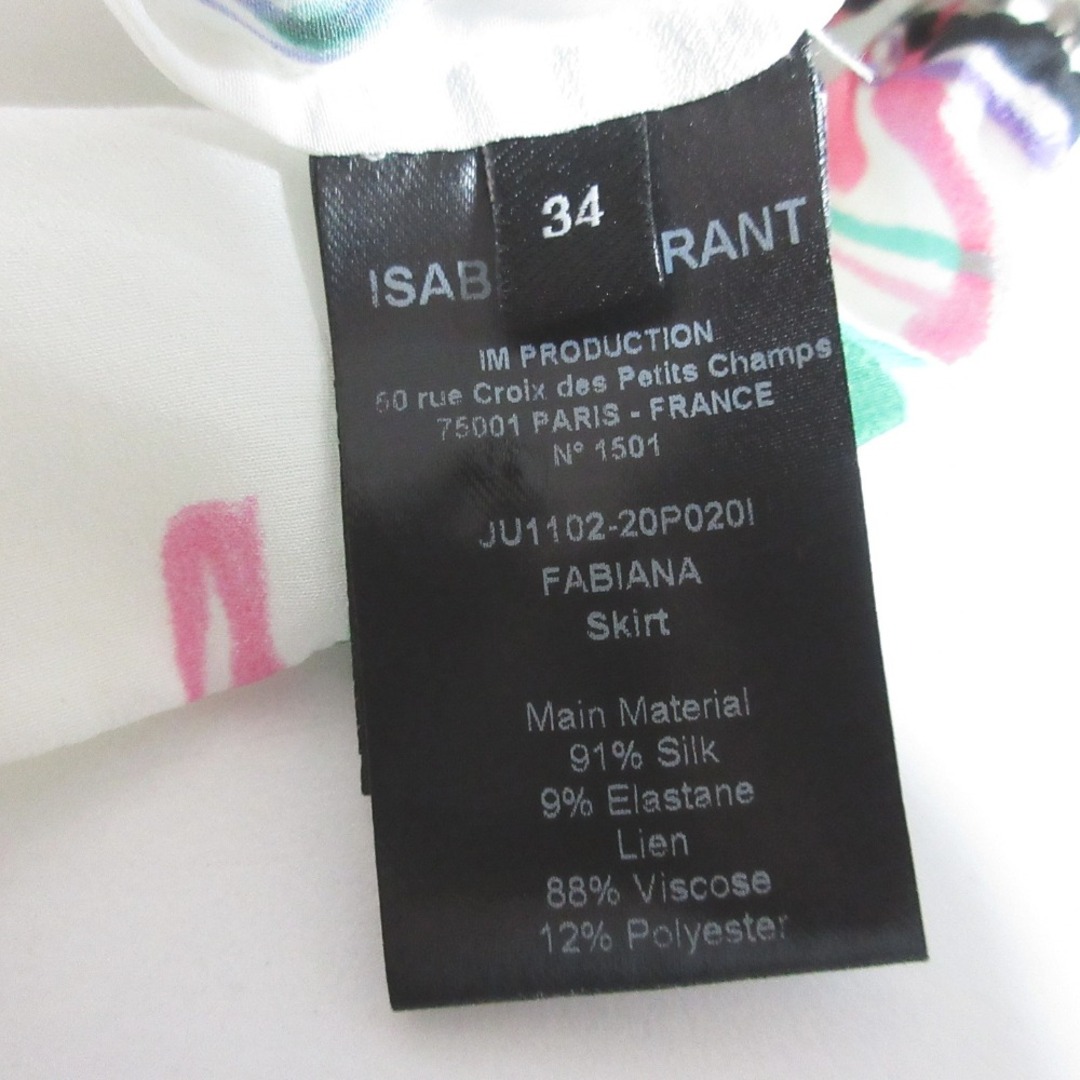 34
ISAB RANT
IM PRODUCTION
50 rue Croix des Petits Champs
75001 PARIS - FRANCE
N° 1501
JU1102-20P020I
FABIANA
Skirt
Main Material
91% Silk
9% Elastane
Lien
88% Viscose
12% Polyester